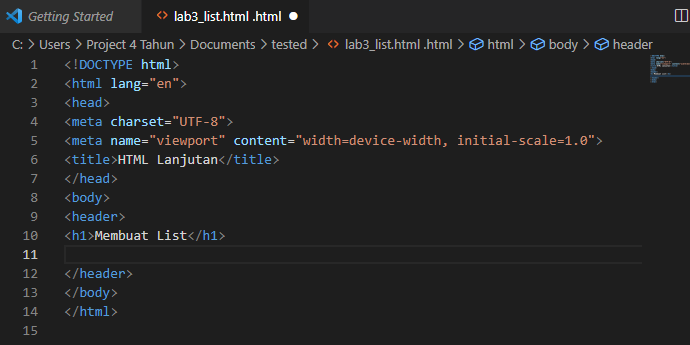 Getting Started
<> lab3_list.html .html
C: > Users > Project 4 Tahun > Documents > tested > <> lab3_list.html .html > html > body > header
1 <!DOCTYPE html>
2 <html lang="en">
3 <head>
4 <meta charset="UTF-8">
5 <meta name="viewport" content="width=device-width, initial-scale=1.0">
6 <title>HTML Lanjutan</title>
7 </head>
8 <body>
9 <header>
10 <h1>Membuat List</h1>
11
12 </header>
13 </body>
14 </html>
15